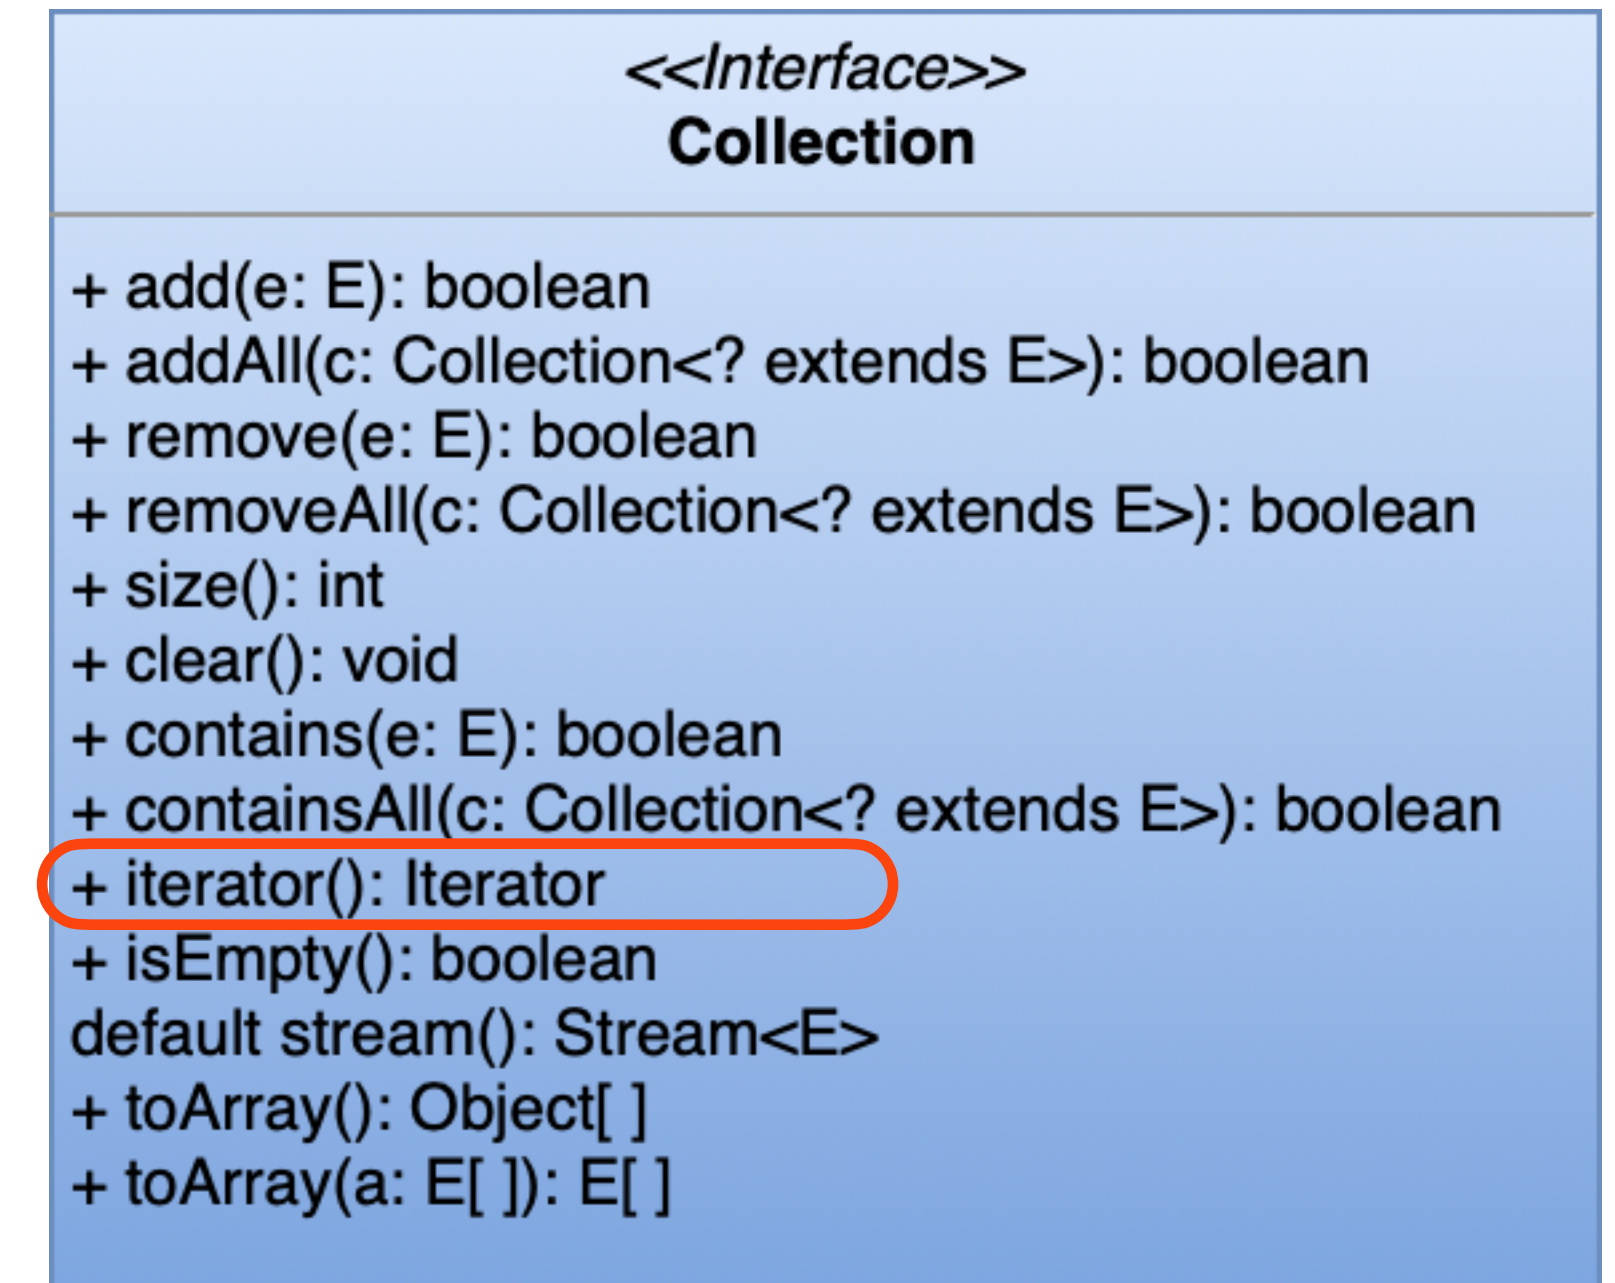 <<Interface>>
Collection
+ add(e: E): boolean
+ addAll(c: Collection<? extends E>): boolean
+ remove(e: E): boolean
+ removeAll(c: Collection<? extends E>): boolean
+ size(): int
+ clear(): void
+ contains(e: E): boolean
+ containsAll(c: Collection<? extends E>): boolean
+ iterator(): Iterator
+ isEmpty(): boolean
default stream(): Stream<E>
+ toArray(): Object[ ]
+ toArray(a: E[ ]): E[ ]